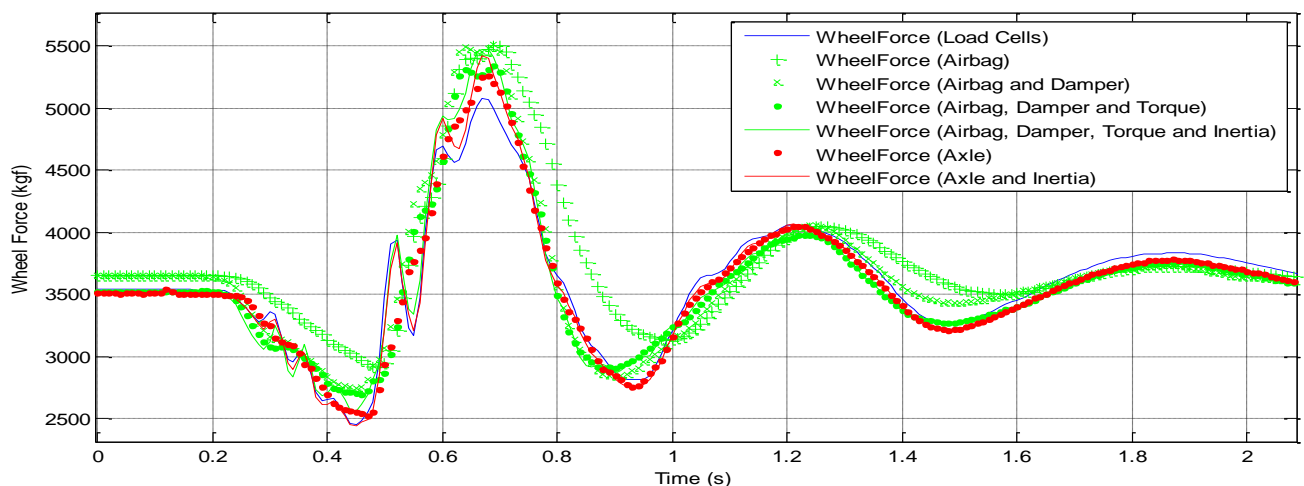 5500
5000
4500
4000
3500
3000
2500
Wheel Force (kgf)
WheelForce (Load Cells)
WheelForce (Airbag)
WheelForce (Airbag and Damper)
WheelForce (Airbag, Damper and Torque)
WheelForce (Airbag, Damper, Torque and Inertia)
WheelForce (Axle)
WheelForce (Axle and Inertia)
0 0.2 0.4 0.6 0.8 1 1.2 1.4 1.6 1.8 2
Time (s)